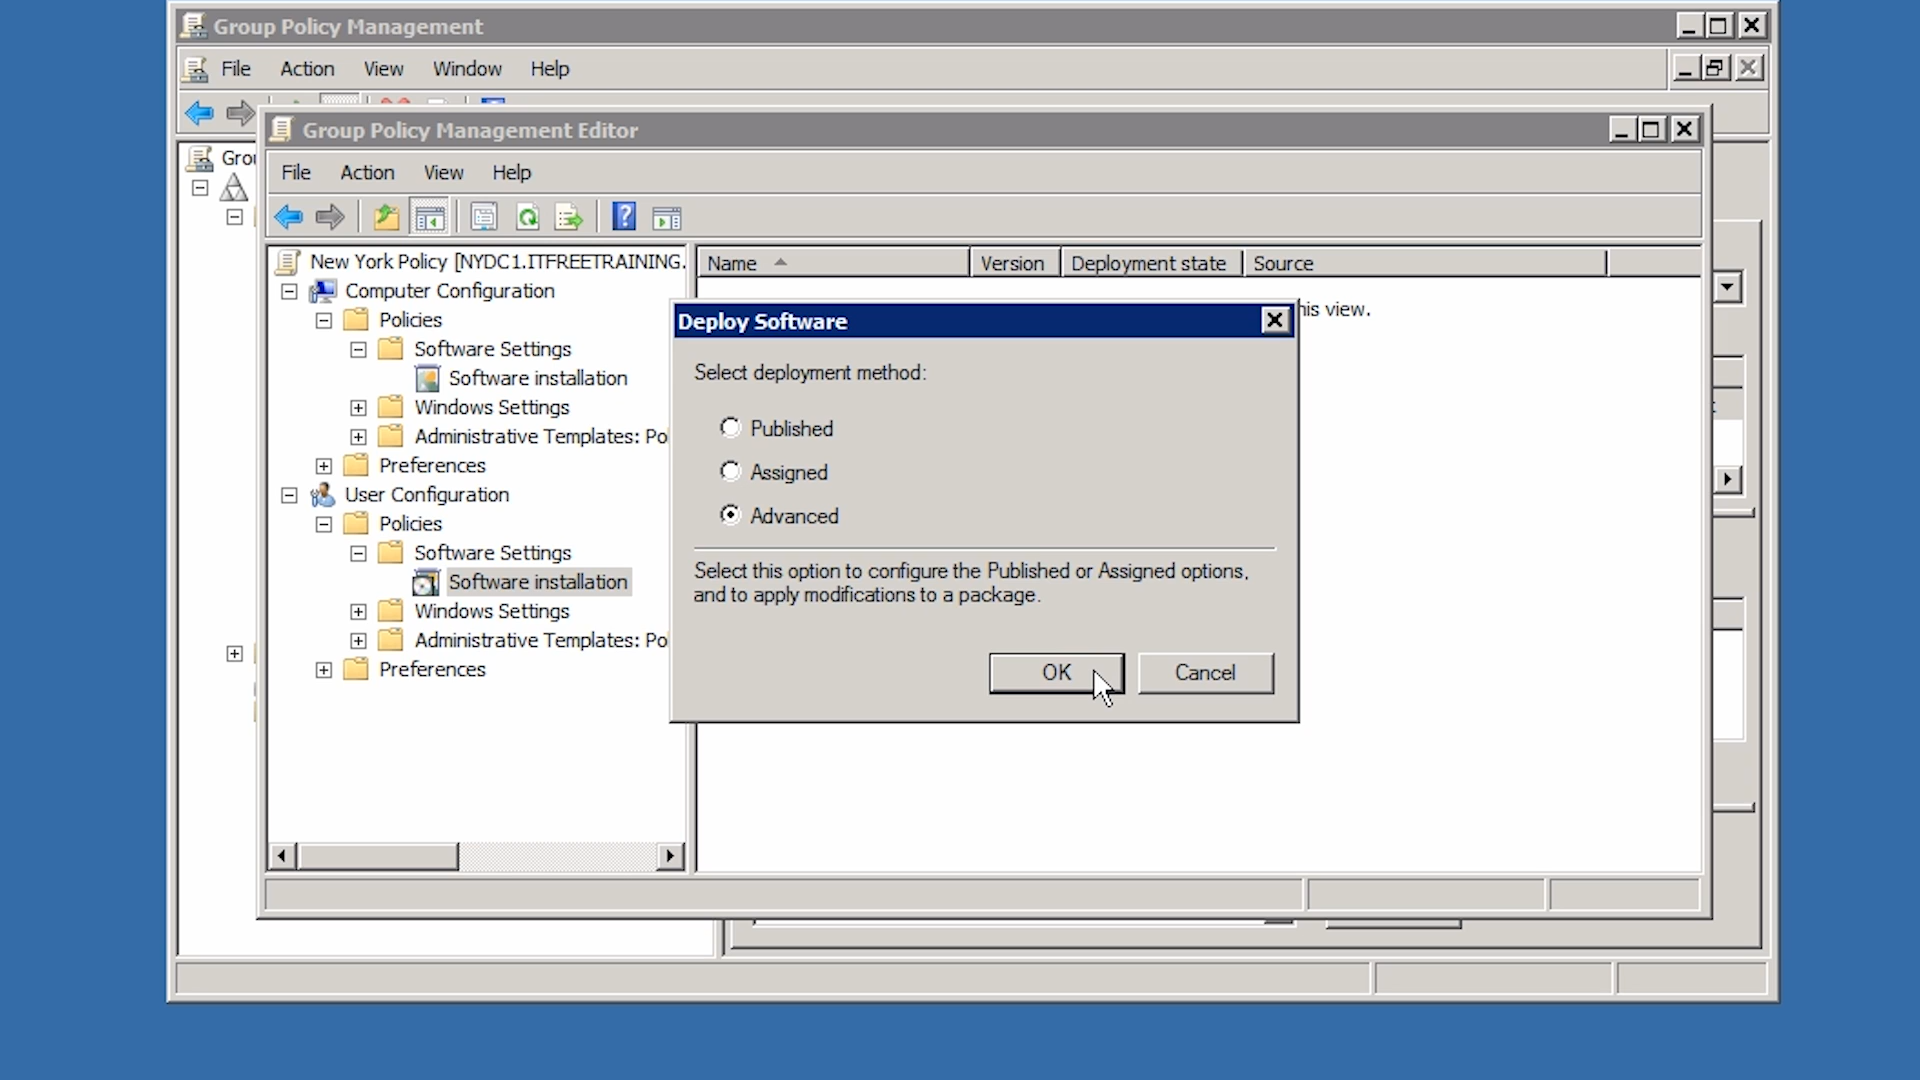 Group Policy Management
File Action View Window Help
Group Policy Management Editor
File Action View Help
New York Policy [NYDC1.ITFREETRAINING.
Computer Configuration
Policies
Software Settings
Software installation
Windows Settings
Administrative Templates: Po
Preferences
User Configuration
Policies
Software Settings
Software installation
Windows Settings
Administrative Templates: Po
Preferences
Name Version Deployment state Source
his view.
Deploy Software
Select deployment method:
Published
Assigned
Advanced
Select this option to configure the Published or Assigned options,
and to apply modifications to a package.
OK Cancel